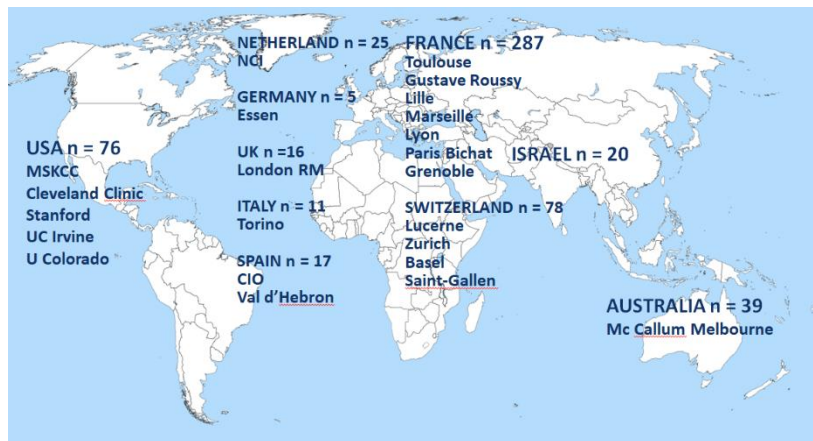 USA n = 76
MSKCC
Cleveland Clinic
Stanford
UC Irvine
U Colorado
NETHERLAND n = 25
NCI
GERMANY n = 5
Essen
UK n =16
London RM
ITALY n = 11
Torino
SPAIN n = 17
CIO
Val d'Hebron
FRANCE n = 287
Toulouse
Gustave Roussy
Lille
Marseille
Lyon
Paris Bichat
Grenoble
SWITZERLAND n = 78
Lucerne
Zurich
Basel
Saint-Gallen
ISRAEL n = 20
AUSTRALIA n = 39
Mc Callum Melbourne